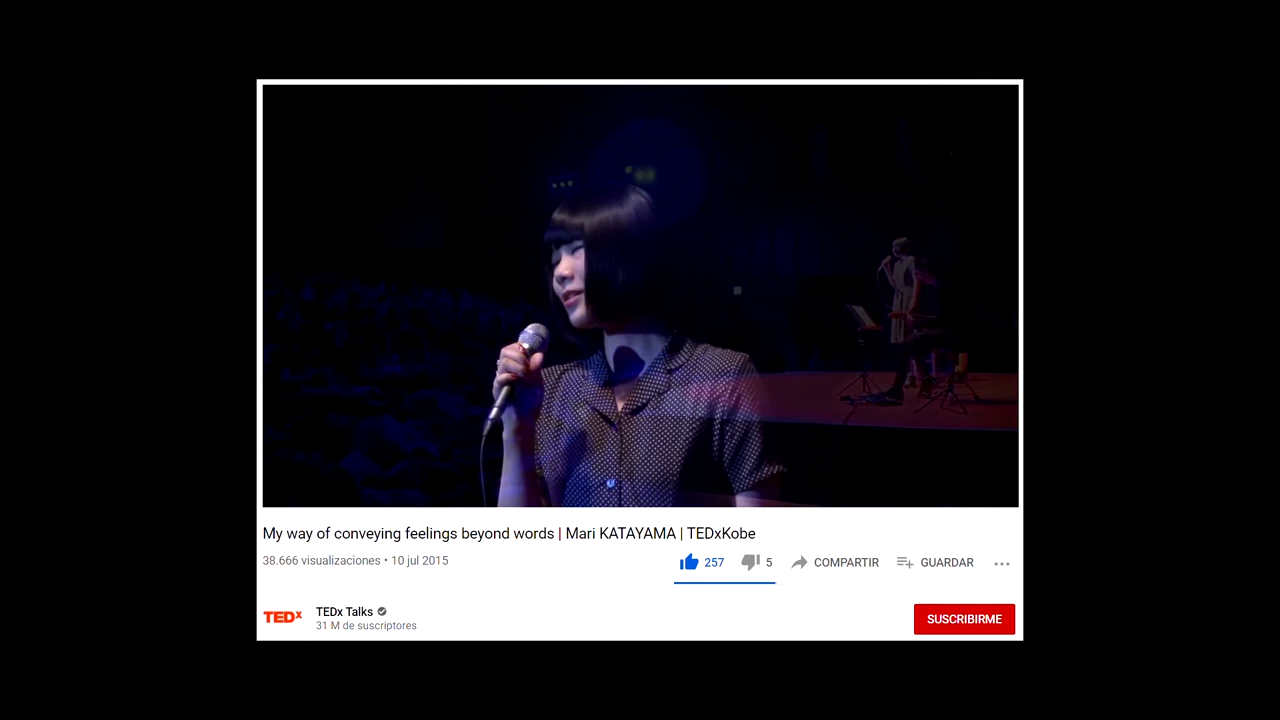 My way of conveying feelings beyond words | Mari KATAYAMA | TEDxKobe
38.666 visualizaciones • 10 jul 2015
257 5 COMPARTIR GUARDAR
TEDx
TEDx Talks
31 M de suscriptores
SUSCRIBIRME